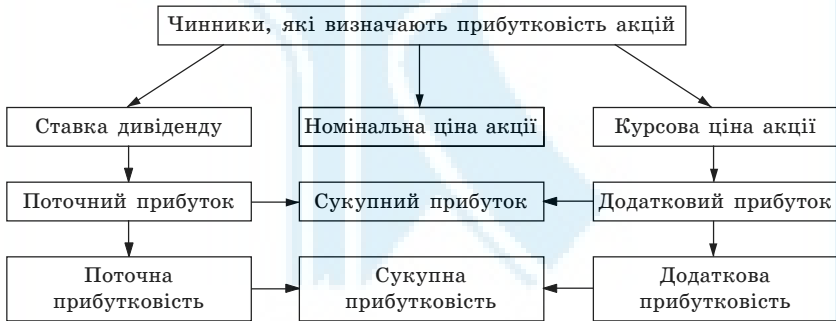 Чинники, які визначають прибутковість акцій
Ставка дивіденду
Номінальна ціна акції
Курсова ціна акції
Поточний прибуток
Сукупний прибуток
Додатковий прибуток
Поточна
прибутковість
Сукупна
прибутковість
Додаткова
прибутковість